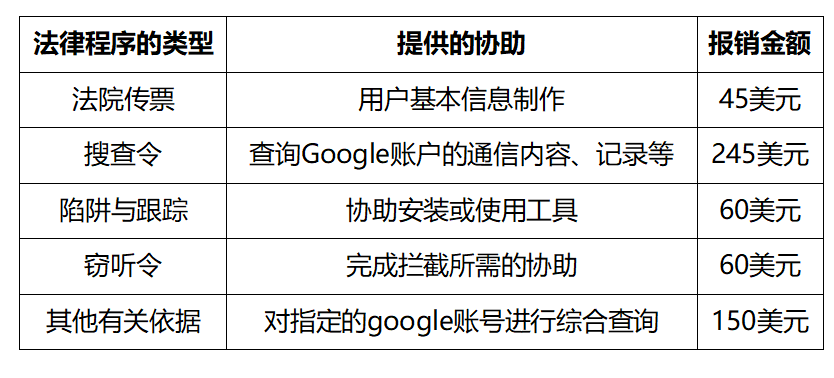 法律程序的类型 提供的协助 报销金额
法院传票 用户基本信息制作 45美元
搜查令 查询Google账户的通信内容、记录等 245美元
陷阱与跟踪 协助安装或使用工具 60美元
窃听令 完成拦截所需的协助 60美元
其他有关依据 对指定的google账号进行综合查询 150美元